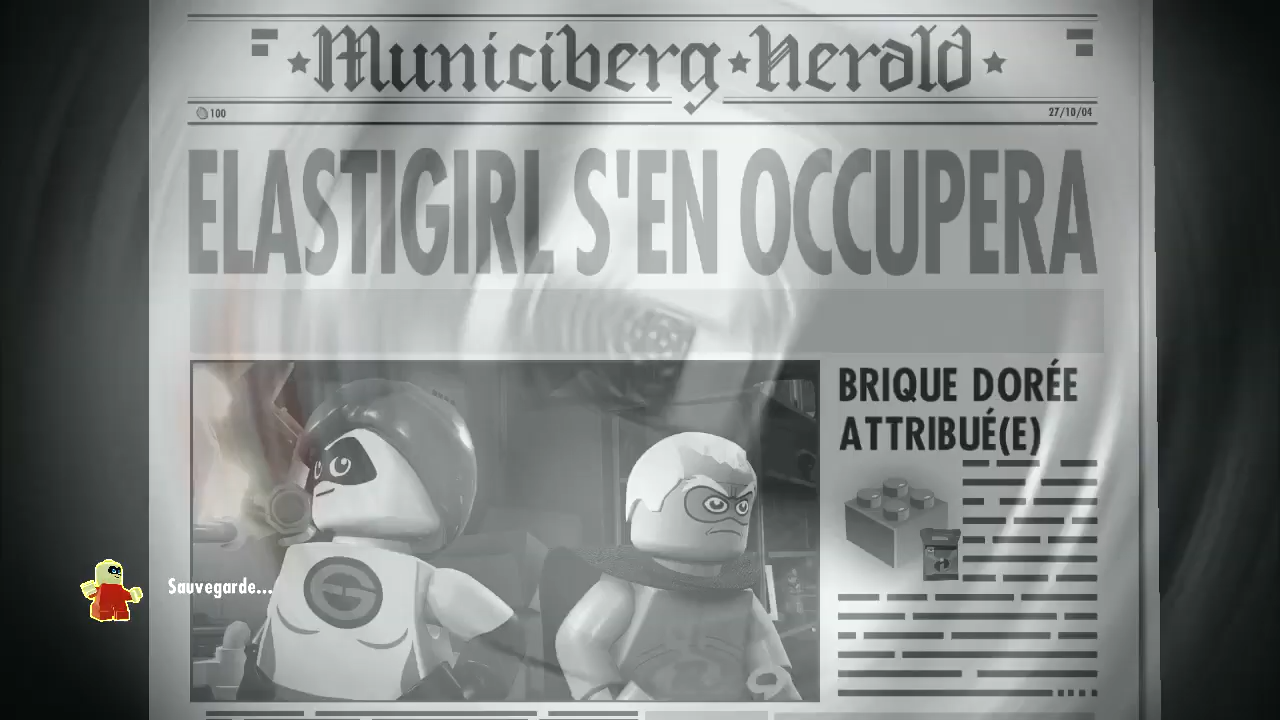 Municiberg Herald
100
27/10/04
ELASTIGIRL S'EN OCCUPERA
BRIQUE DORÉE
ATTRIBUÉ(E)
Sauvegarde...